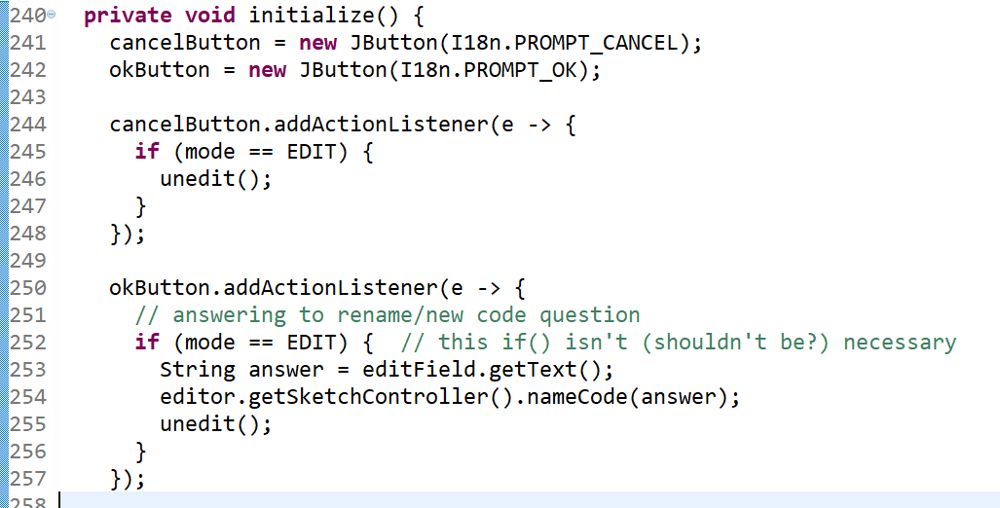 240 private void initialize() {
241 cancelButton = new JButton(I18n.PROMPT_CANCEL);
242 okButton = new JButton(I18n.PROMPT_OK);
243
244 cancelButton.addActionListener(e -> {
245 if (mode == EDIT) {
246 unedit();
247 }
248 });
249
250 okButton.addActionListener(e -> {
251 // answering to rename/new code question
252 if (mode == EDIT) {  // this if() isn't (shouldn't be?) necessary
253 String answer = editField.getText();
254 editor.getSketchController().nameCode(answer);
255 unedit();
256 }
257 });
258